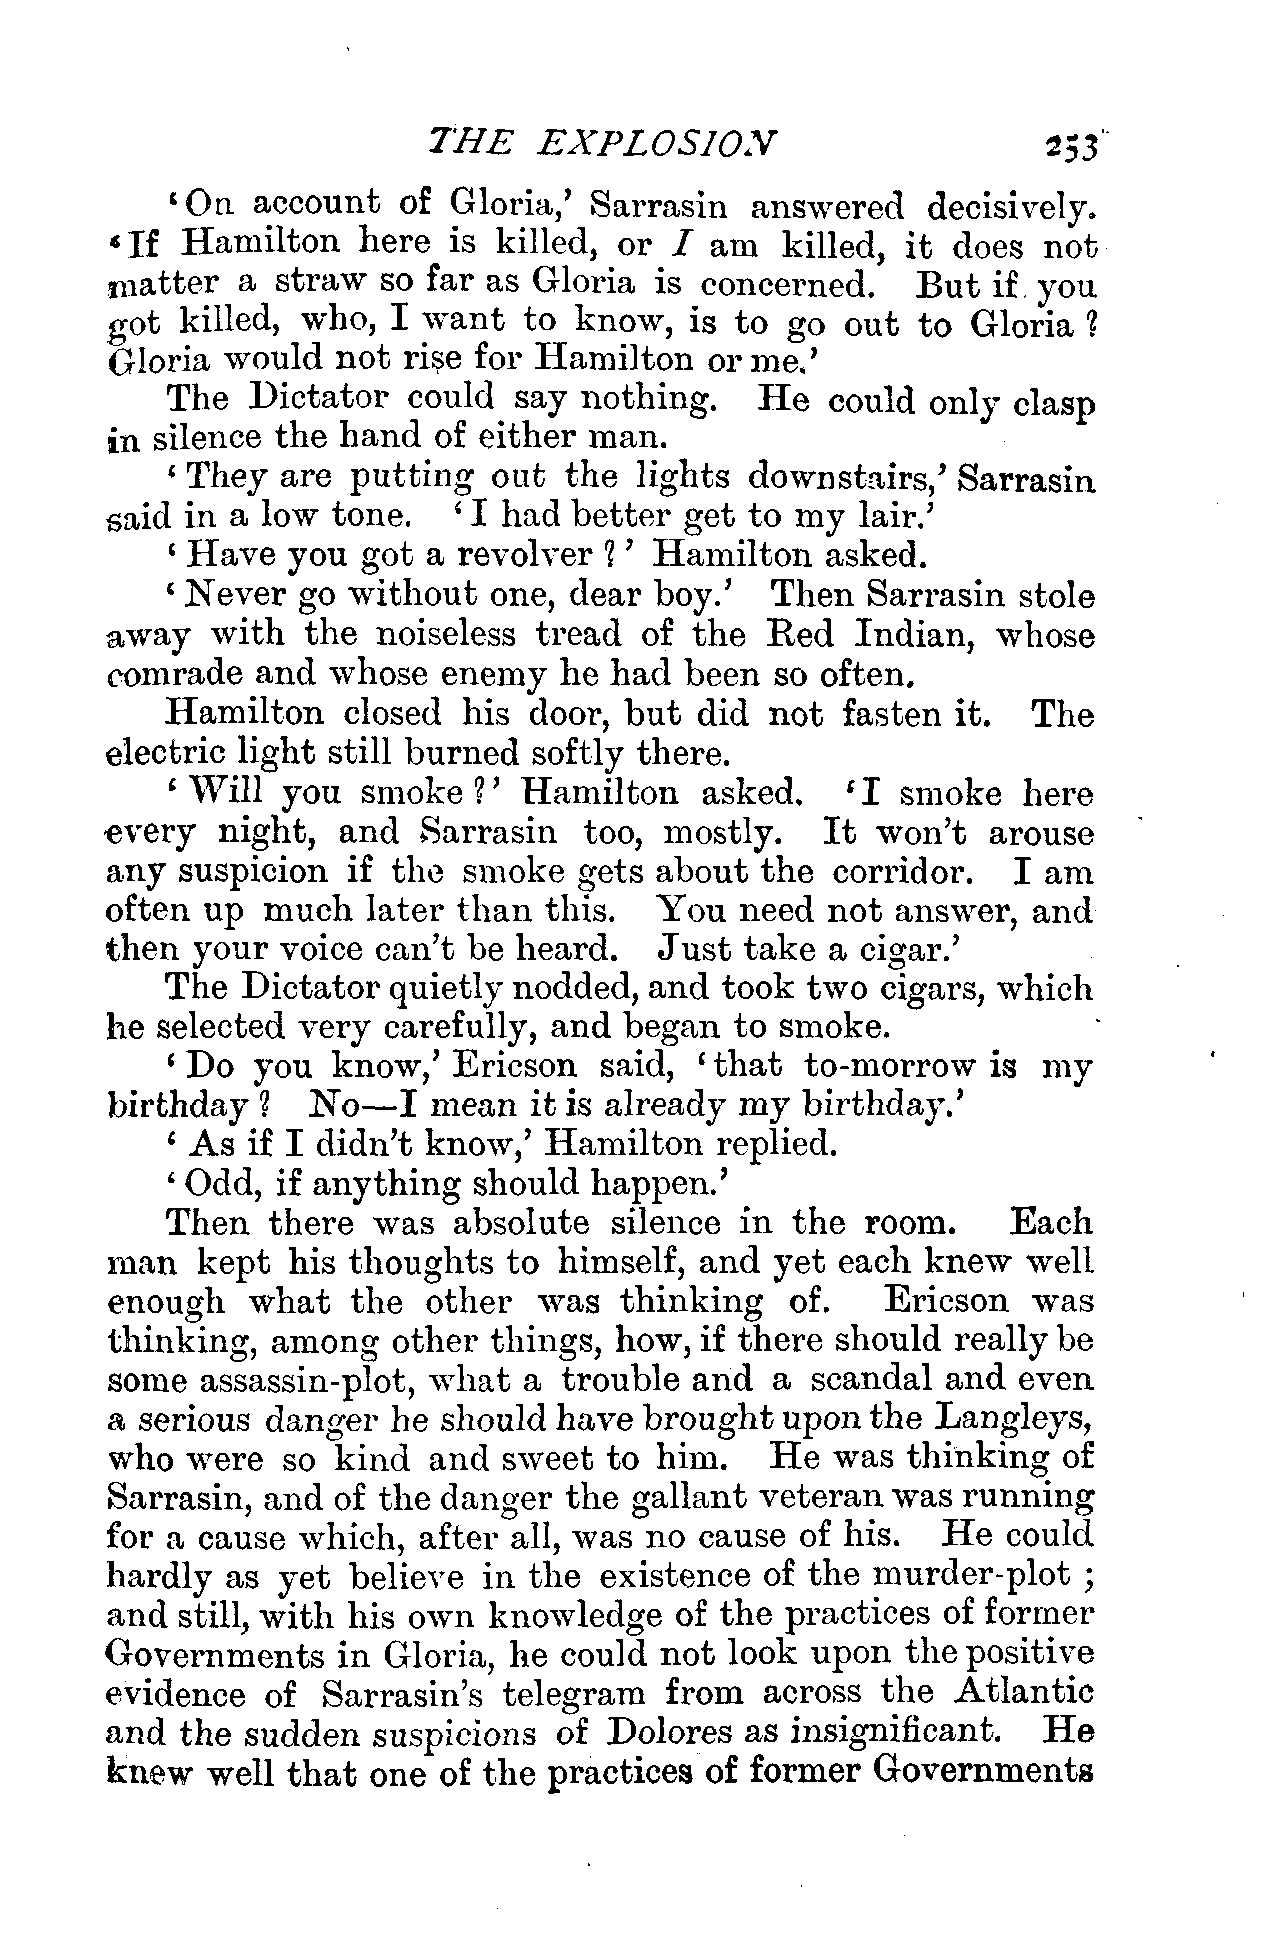 THE EXPLOSION 253
'On account of Gloria,' Sarrasin answered decisively.
'If Hamilton here is killed, or I am killed, it does not
matter a straw so far as Gloria is concerned. But if you
got killed, who, I want to know, is to go out to Gloria ?
Gloria would not rise for Hamilton or me.'
The Dictator could say nothing. He could only clasp
in silence the hand of either man.
'They are putting out the lights downstairs,' Sarrasin
said in a low tone. 'I had better get to my lair.'
'Have you got a revolver ?' Hamilton asked.
'Never go without one, dear boy.' Then Sarrasin stole
away with the noiseless tread of the Red Indian, whose
comrade and whose enemy he had been so often.
Hamilton closed his door, but did not fasten it. The
electric light still burned softly there.
'Will you smoke ?' Hamilton asked. 'I smoke here
every night, and Sarrasin too, mostly. It won't arouse
any suspicion if the smoke gets about the corridor. I am
often up much later than this. You need not answer, and
then your voice can't be heard. Just take a cigar.'
The Dictator quietly nodded, and took two cigars, which
he selected very carefully, and began to smoke.
'Do you know,' Ericson said, 'that to-morrow is my
birthday ? No—I mean it is already my birthday.'
'As if I didn't know,' Hamilton replied.
'Odd, if anything should happen.'
Then there was absolute silence in the room. Each
man kept his thoughts to himself, and yet each knew well
enough what the other was thinking of. Ericson was
thinking, among other things, how, if there should really be
some assassin-plot, what a trouble and a scandal and even
a serious danger he should have brought upon the Langleys,
who were so kind and sweet to him. He was thinking of
Sarrasin, and of the danger the gallant veteran was running
for a cause which, after all, was no cause of his. He could
hardly as yet believe in the existence of the murder-plot ;
and still, with his own knowledge of the practices of former
Governments in Gloria, he could not look upon the positive
evidence of Sarrasin's telegram from across the Atlantic
and the sudden suspicions of Dolores as insignificant. He
knew well that one of the practices of former Governments